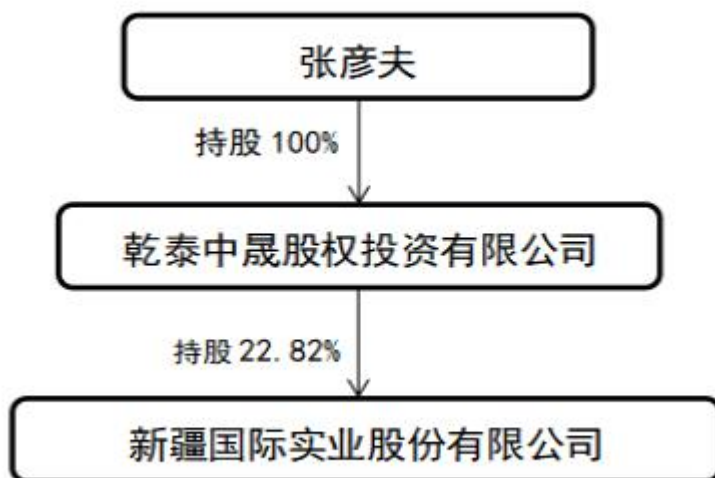 张彦夫
持股 100%
乾泰中晟股权投资有限公司
持股 22.82%
新疆国际实业股份有限公司